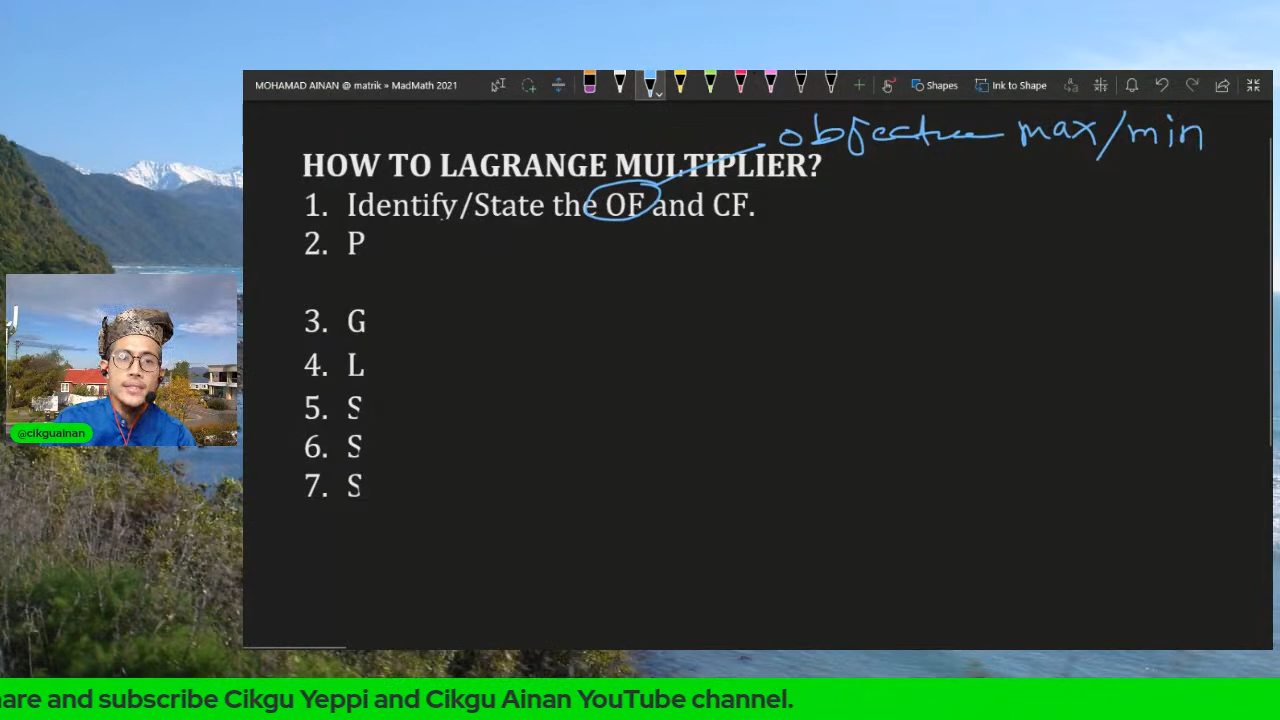 MOHAMAD AINAN @ matrik » MadMath 2021
Shapes
Ink to Shape
objective max/min
HOW TO LAGRANGE MULTIPLIER?
1. Identify/State the OF and CF.
2. P
3. G
4. L
5. S
6. S
7. S
@cikguainan
are and subscribe Cikgu Yeppi and Cikgu Ainan YouTube channel.